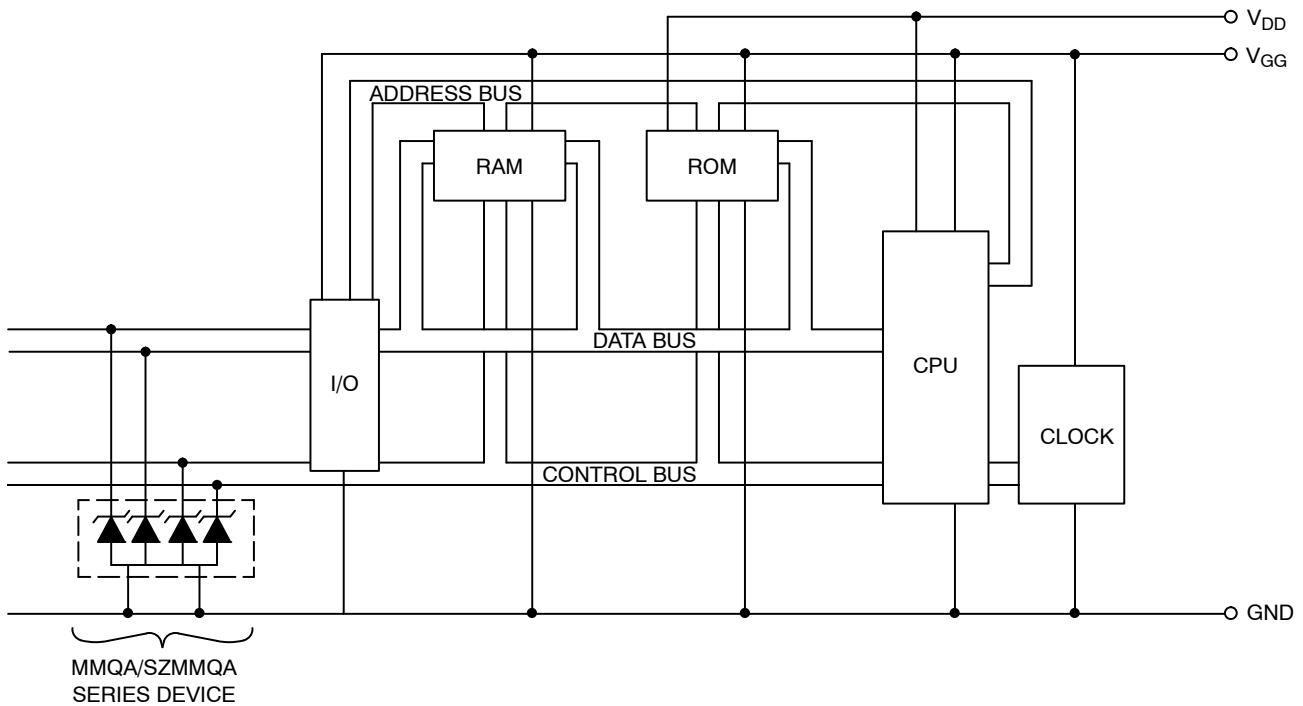 V_DD
V_GG
ADDRESS BUS
RAM
ROM
DATA BUS
CPU
I/O
CLOCK
CONTROL BUS
GND
MMQA/SZMMQA
SERIES DEVICE